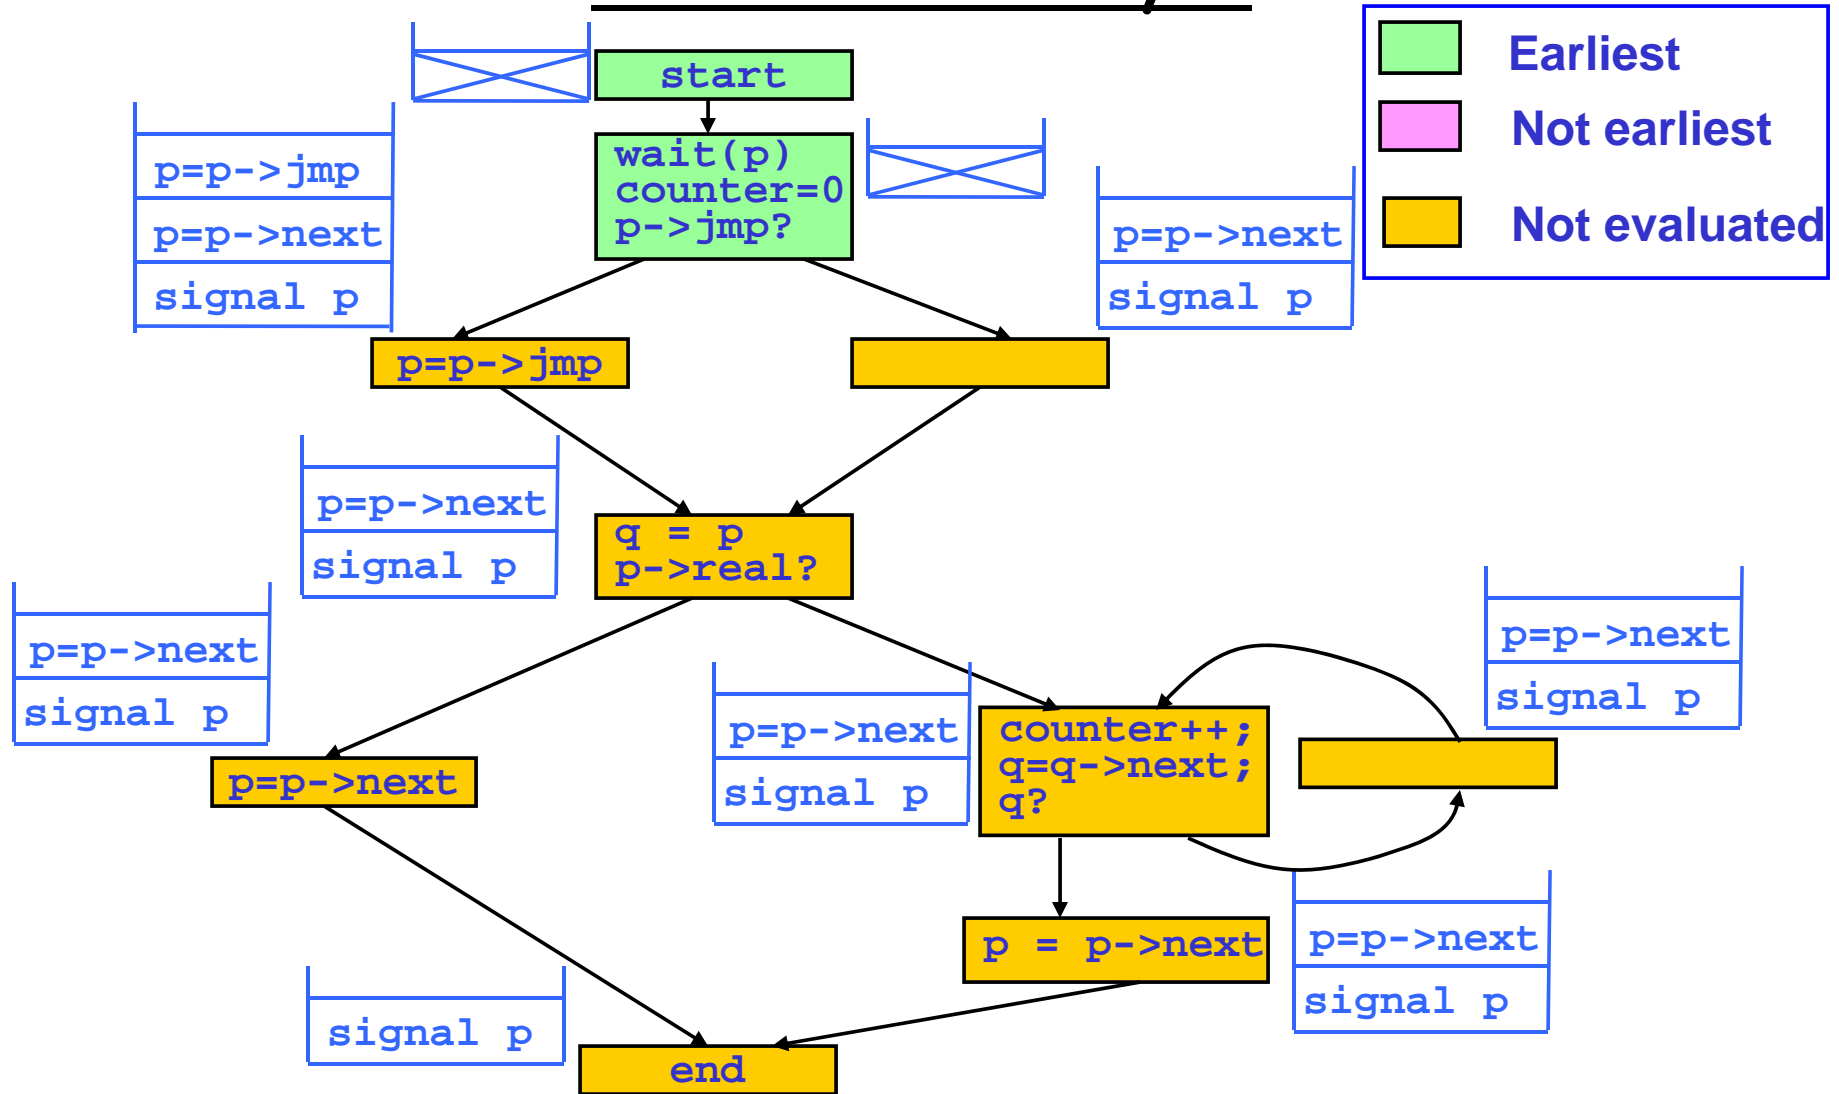 start
Earliest
Not earliest
Not evaluated
wait(p)
counter=0
p->jmp?
p=p->jmp
p=p->next
signal p
p=p->next
signal p
p=p->jmp
p=p->next
signal p
q = p
p->real?
p=p->next
signal p
p=p->next
signal p
p=p->next
signal p
p=p->next
counter++;
q=q->next;
q?
p = p->next
p=p->next
signal p
signal p
end